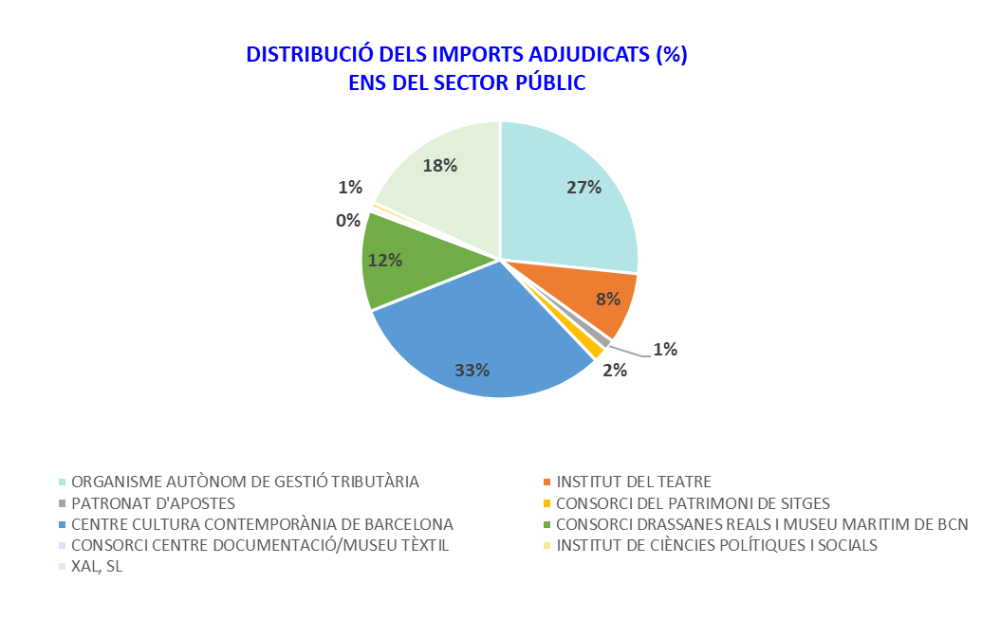 DISTRIBUCIÓ DELS IMPORTS ADJUDICATS (%)
ENS DEL SECTOR PÚBLIC
18%
27%
1%
0%
12%
8%
1%
2%
33%
ORGANISME AUTÒNOM DE GESTIÓ TRIBUTÀRIA
INSTITUT DEL TEATRE
PATRONAT D'APOSTES
CONSORCI DEL PATRIMONI DE SITGES
CENTRE CULTURA CONTEMPORÀNIA DE BARCELONA
CONSORCI DRASSANES REALS I MUSEU MARITIM DE BCN
CONSORCI CENTRE DOCUMENTACIÓ/MUSEU TÈXTIL
INSTITUT DE CIÈNCIES POLÍTIQUES I SOCIALS
XAL, SL